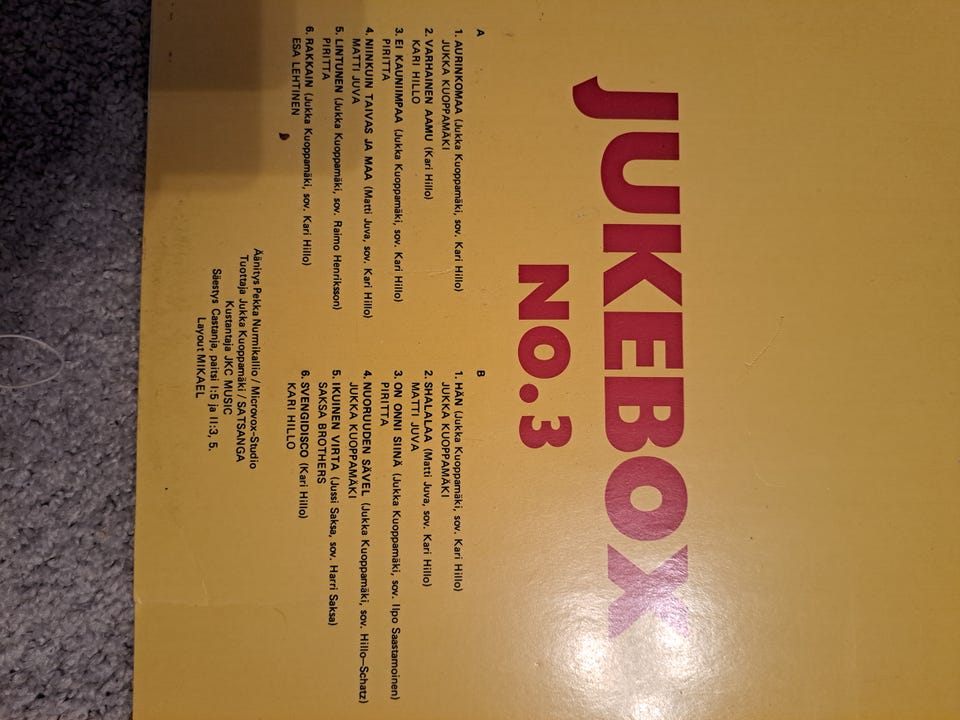 JUKEBOX
NO.3
A
1. AURINKOMAA (Jukka Kuoppamäki, sov. Kari Hillo)
JUKKA KUOPPAMÄKI
2. VARHAINEN AAMU (Kari Hillo)
KARI HILLO
3. EI KAUNIIMPAA (Jukka Kuoppamäki, sov. Kari Hillo)
PIRITTA
4. NIINKUIN TAIVAS JA MAA (Matti Juva, sov. Kari Hillo)
MATTI JUVA
5. LINTUNEN (Jukka Kuoppamäki, sov. Raimo Henriksson)
PIRITTA
6. RAKKAIN (Jukka Kuoppamäki, sov. Kari Hillo)
ESA LEHTINEN
B
1. HÄN (Jukka Kuoppamäki, sov. Kari Hillo)
JUKKA KUOPPAMÄKI
2. SHALALAA (Matti Juva, sov. Kari Hillo)
MATTI JUVA
3. ON ONNI SIINÄ (Jukka Kuoppamäki, sov. Ilpo Saastamoinen)
PIRITTA
4. NUORUUDEN SÄVEL (Jukka Kuoppamäki, sov. Hillo—Schatz)
JUKKA KUOPPAMÄKI
5. IKUINEN VIRTA (Jussi Saksa, sov. Harri Saksa)
SAKSA BROTHERS
6. SVENGIDISCO (Kari Hillo)
KARI HILLO
Äänitys Pekka Nurmikallio / Microvox-Studio
Tuottaja Jukka Kuoppamäki / SATSANGA
Kustantaja JKC MUSIC
Säestys Castanja, paitsi I:5 ja II:3, 5.
Layout MIKAEL